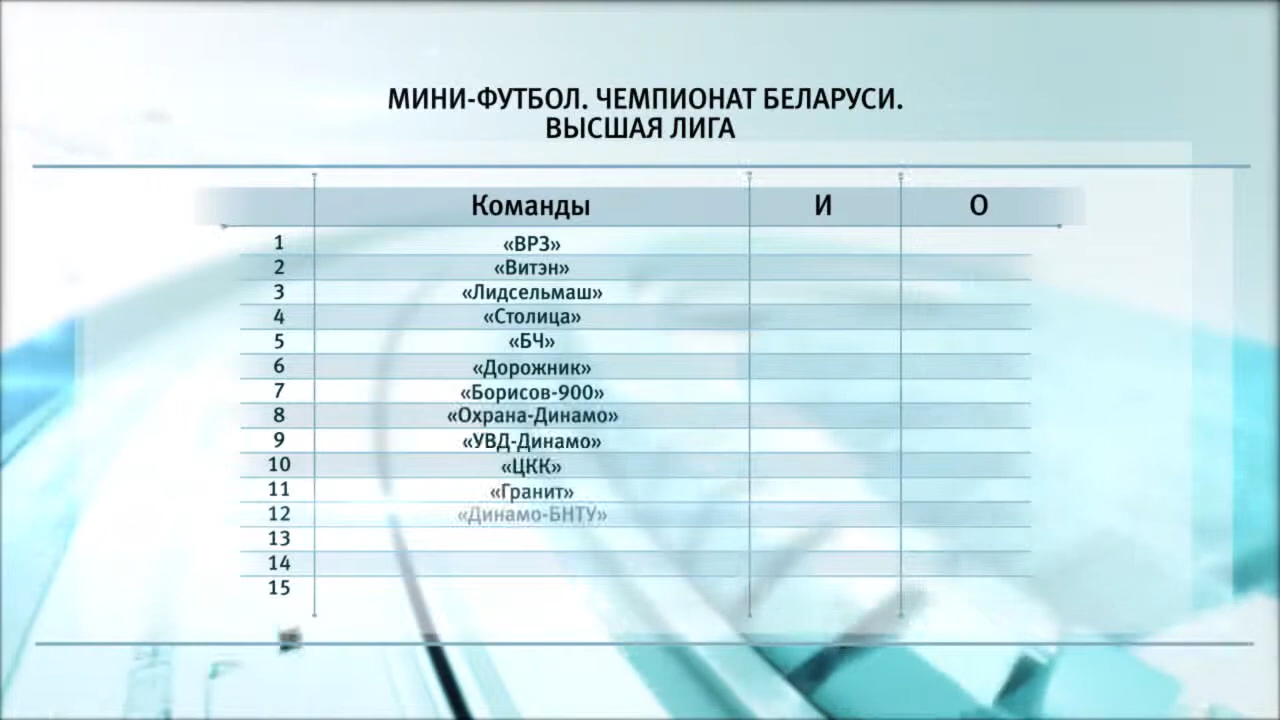 МИНИ-ФУТБОЛ. ЧЕМПИОНАТ БЕЛАРУСИ.
ВЫСШАЯ ЛИГА
Команды И О
1 «ВРЗ»
2 «Витэн»
3 «Лидсельмаш»
4 «Столица»
5 «БЧ»
6 «Дорожник»
7 «Борисов-900»
8 «Охрана-Динамо»
9 «УВД-Динамо»
10 «ЦКК»
11 «Гранит»
12 «Динамо-БНТУ»
13
14
15